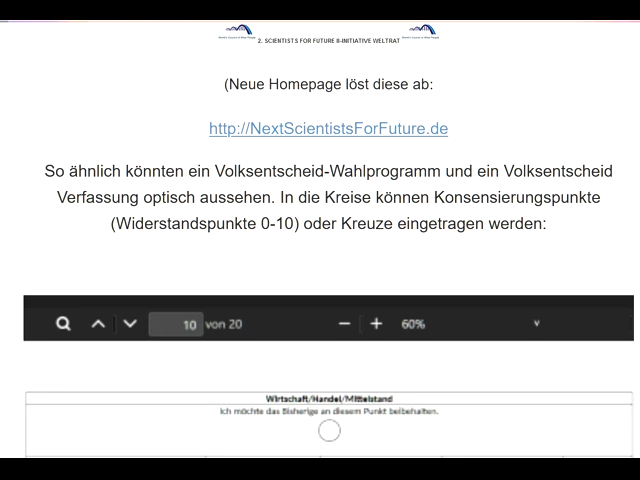 2. SCIENTISTS FOR FUTURE II-INITIATIVE WELTRAT
(Neue Homepage löst diese ab:
http://NextScientistsForFuture.de
So ähnlich könnten ein Volksentscheid-Wahlprogramm und ein Volksentscheid
Verfassung optisch aussehen. In die Kreise können Konsensierungspunkte
(Widerstandspunkte 0-10) oder Kreuze eingetragen werden:
10 von 20 60%
Wirtschaft/Handel/Mittelstand
Ich möchte das Bisherige an diesem Punkt beibehalten.